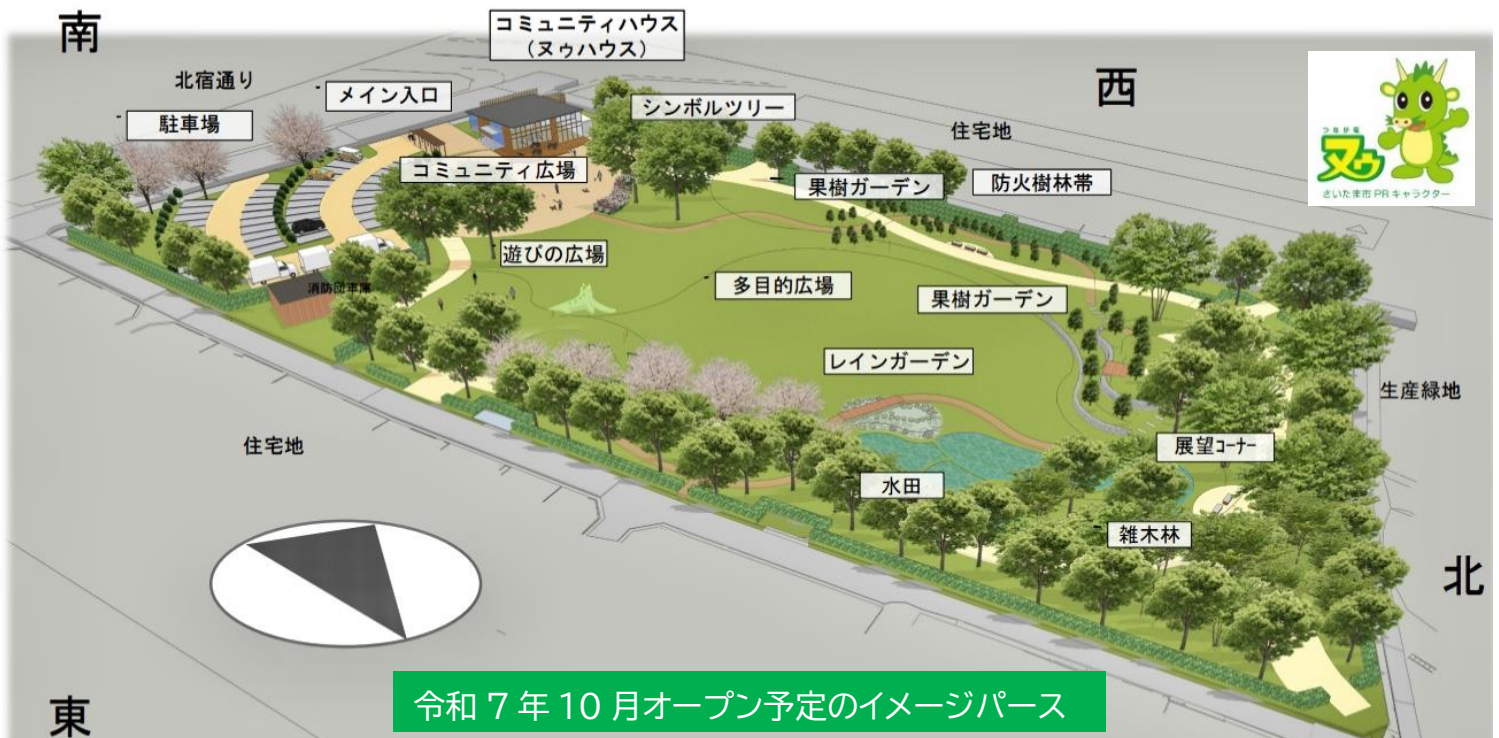 南
コミュニティハウス
(ヌゥハウス)
北宿通り
メイン入口
西
駐車場
シンボルツリー
住宅地
つなが竜
ヌゥ
さいたま市PRキャラクター
コミュニティ広場
果樹ガーデン
防火樹林帯
遊びの広場
消防団車庫
多目的広場
果樹ガーデン
レインガーデン
生産緑地
住宅地
展望コーナー
水田
雑木林
北
東
令和7年10月オープン予定のイメージパース